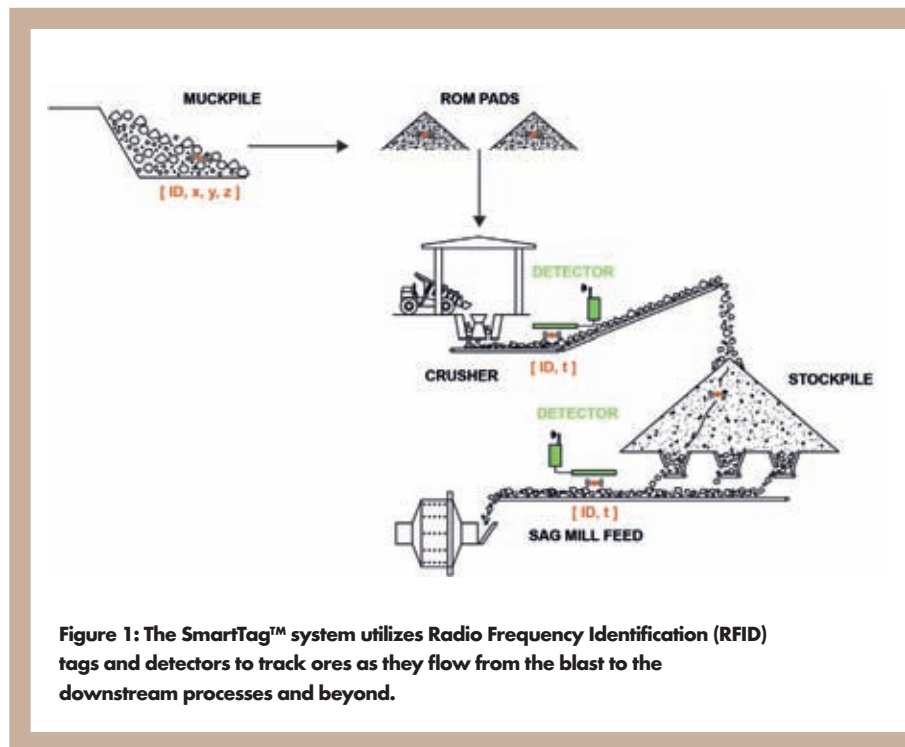 MUCKPILE
ROM PADS
[ ID, x, y, z ]
DETECTOR
[ ID, t ]
CRUSHER
STOCKPILE
DETECTOR
[ ID, t ]
SAG MILL FEED
Figure 1: The SmartTag™ system utilizes Radio Frequency Identification (RFID)
tags and detectors to track ores as they flow from the blast to the
downstream processes and beyond.